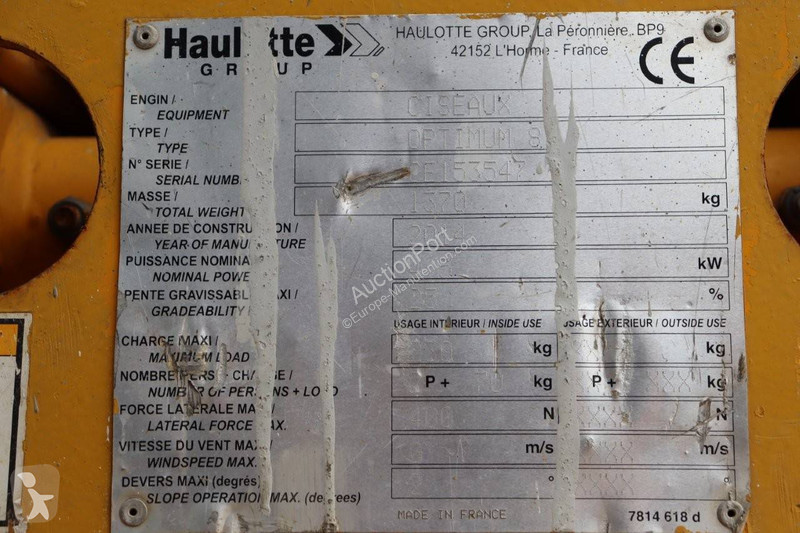 Haulotte
GROUP
HAULOTTE GROUP, La Péronnière, BP9
42152 L'Horme - France
CE
ENGIN /
EQUIPMENT
CISEAUX
TYPE /
TYPE
OPTIMUM 8
N° SERIE /
SERIAL NUMB
CE153547
MASSE /
TOTAL WEIGHT
kg
ANNEE DE CONSTRUCTION /
YEAR OF MANUFACTURE
PUISSANCE NOMINA
NOMINAL POWE
kW
PENTE GRAVISSABLE MAXI /
GRADEABILITY
%
USAGE INTERIEUR / INSIDE USE
USAGE EXTERIEUR / OUTSIDE USE
CHARGE MAXI /
MAXIMUM LOAD
kg kg
NOMBRE PERS + CHARGE /
NUMBER OF PERSONS + LOAD
P + kg P + kg
FORCE LATERALE MAXI /
LATERAL FORCE MAX.
N N
VITESSE DU VENT MAXI /
WINDSPEED MAX.
m/s m/s
DEVERS MAXI (degrés)
SLOPE OPERATION MAX. (degrees)
° °
MADE IN FRANCE
7814 618 d
AuctionPort
©Europe-Manutention.com